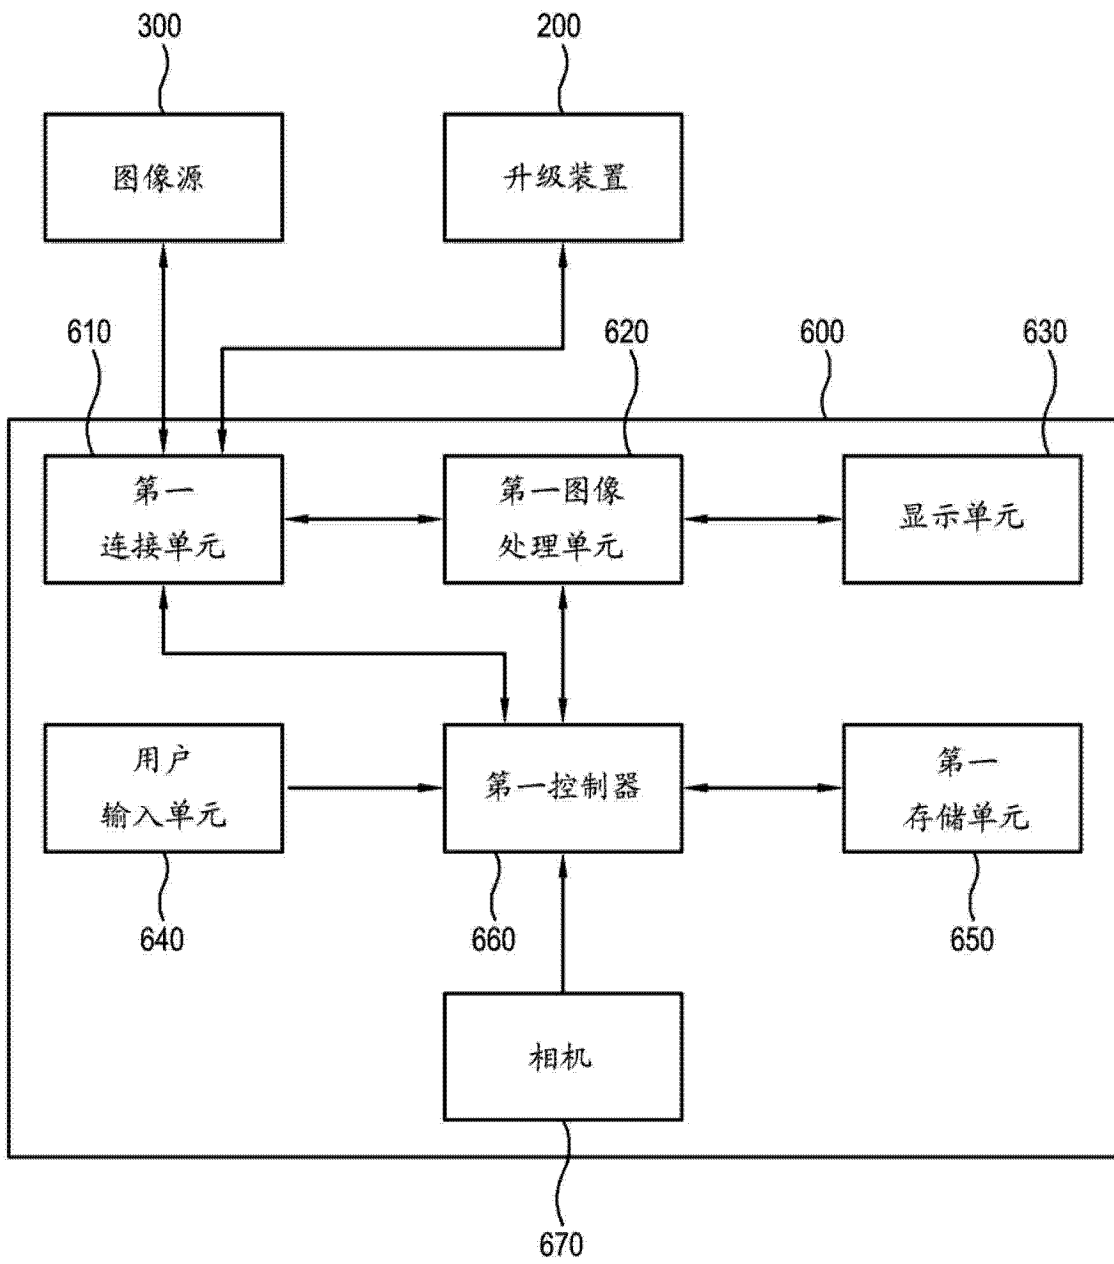 300
200
图像源
升级装置
610
620
600
630
第一
连接单元
第一图像
处理单元
显示单元
用户
输入单元
第一控制器
第一
存储单元
640
660
650
相机
670